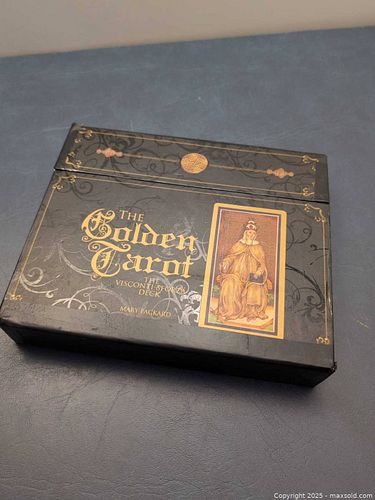 THE
Golden
Tarot
THE
VISCONTI-SFORZA
DECK
MARY PACKARD
Copyright 2025 - maxsold.com